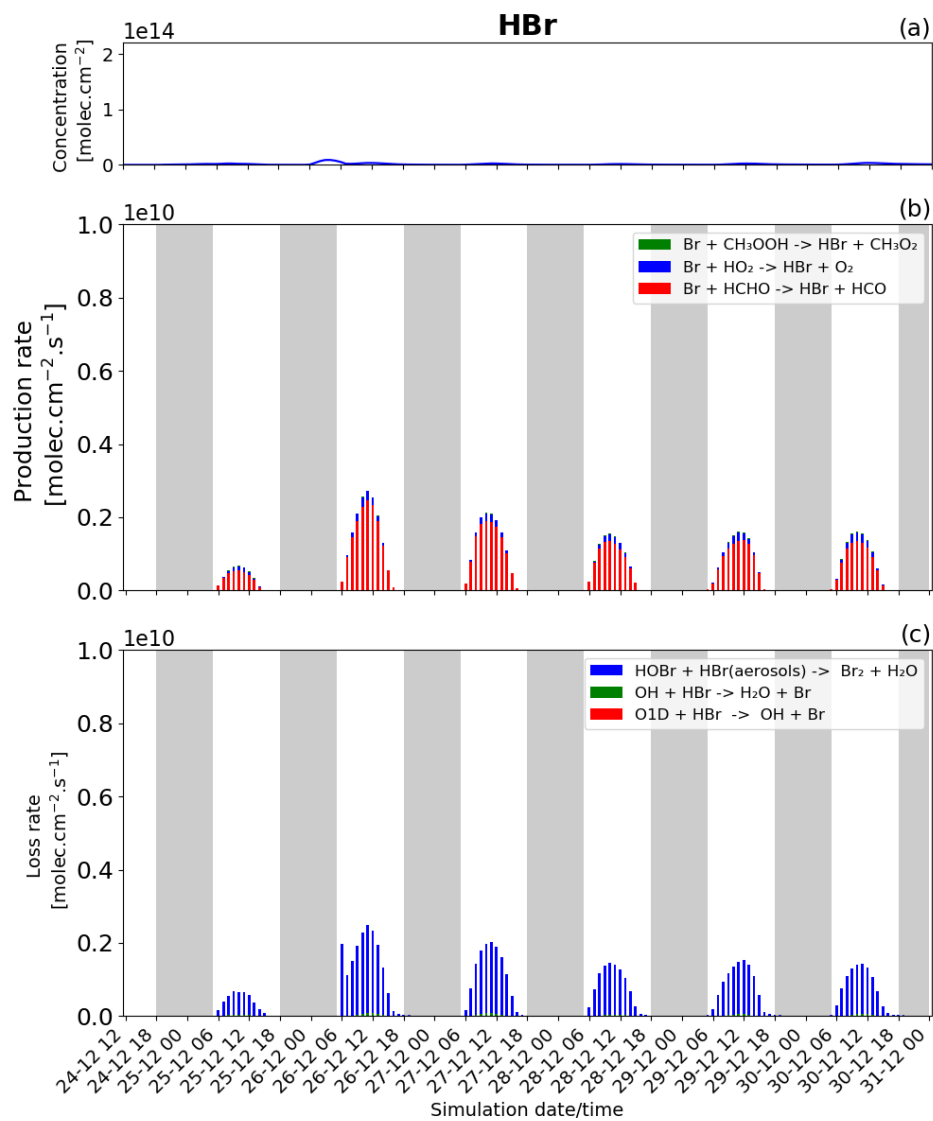 HBr
(a)
1e14
Concentration
[molec.cm⁻²]
2
1
0
(b)
1e10
Production rate
[molec.cm⁻².s⁻¹]
1.0
0.8
0.6
0.4
0.2
0.0
Br + CH₃OOH -> HBr + CH₃O₂
Br + HO₂ -> HBr + O₂
Br + HCHO -> HBr + HCO
(c)
1e10
Loss rate
[molec.cm⁻².s⁻¹]
1.0
0.8
0.6
0.4
0.2
0.0
HOBr + HBr(aerosols) -> Br₂ + H₂O
OH + HBr -> H₂O + Br
O1D + HBr -> OH + Br
24-12 12
24-12 18
25-12 00
25-12 06
25-12 12
25-12 18
26-12 00
26-12 06
26-12 12
26-12 18
27-12 00
27-12 06
27-12 12
27-12 18
28-12 00
28-12 06
28-12 12
28-12 18
29-12 00
29-12 06
29-12 12
29-12 18
30-12 00
30-12 06
30-12 12
30-12 18
31-12 00
Simulation date/time